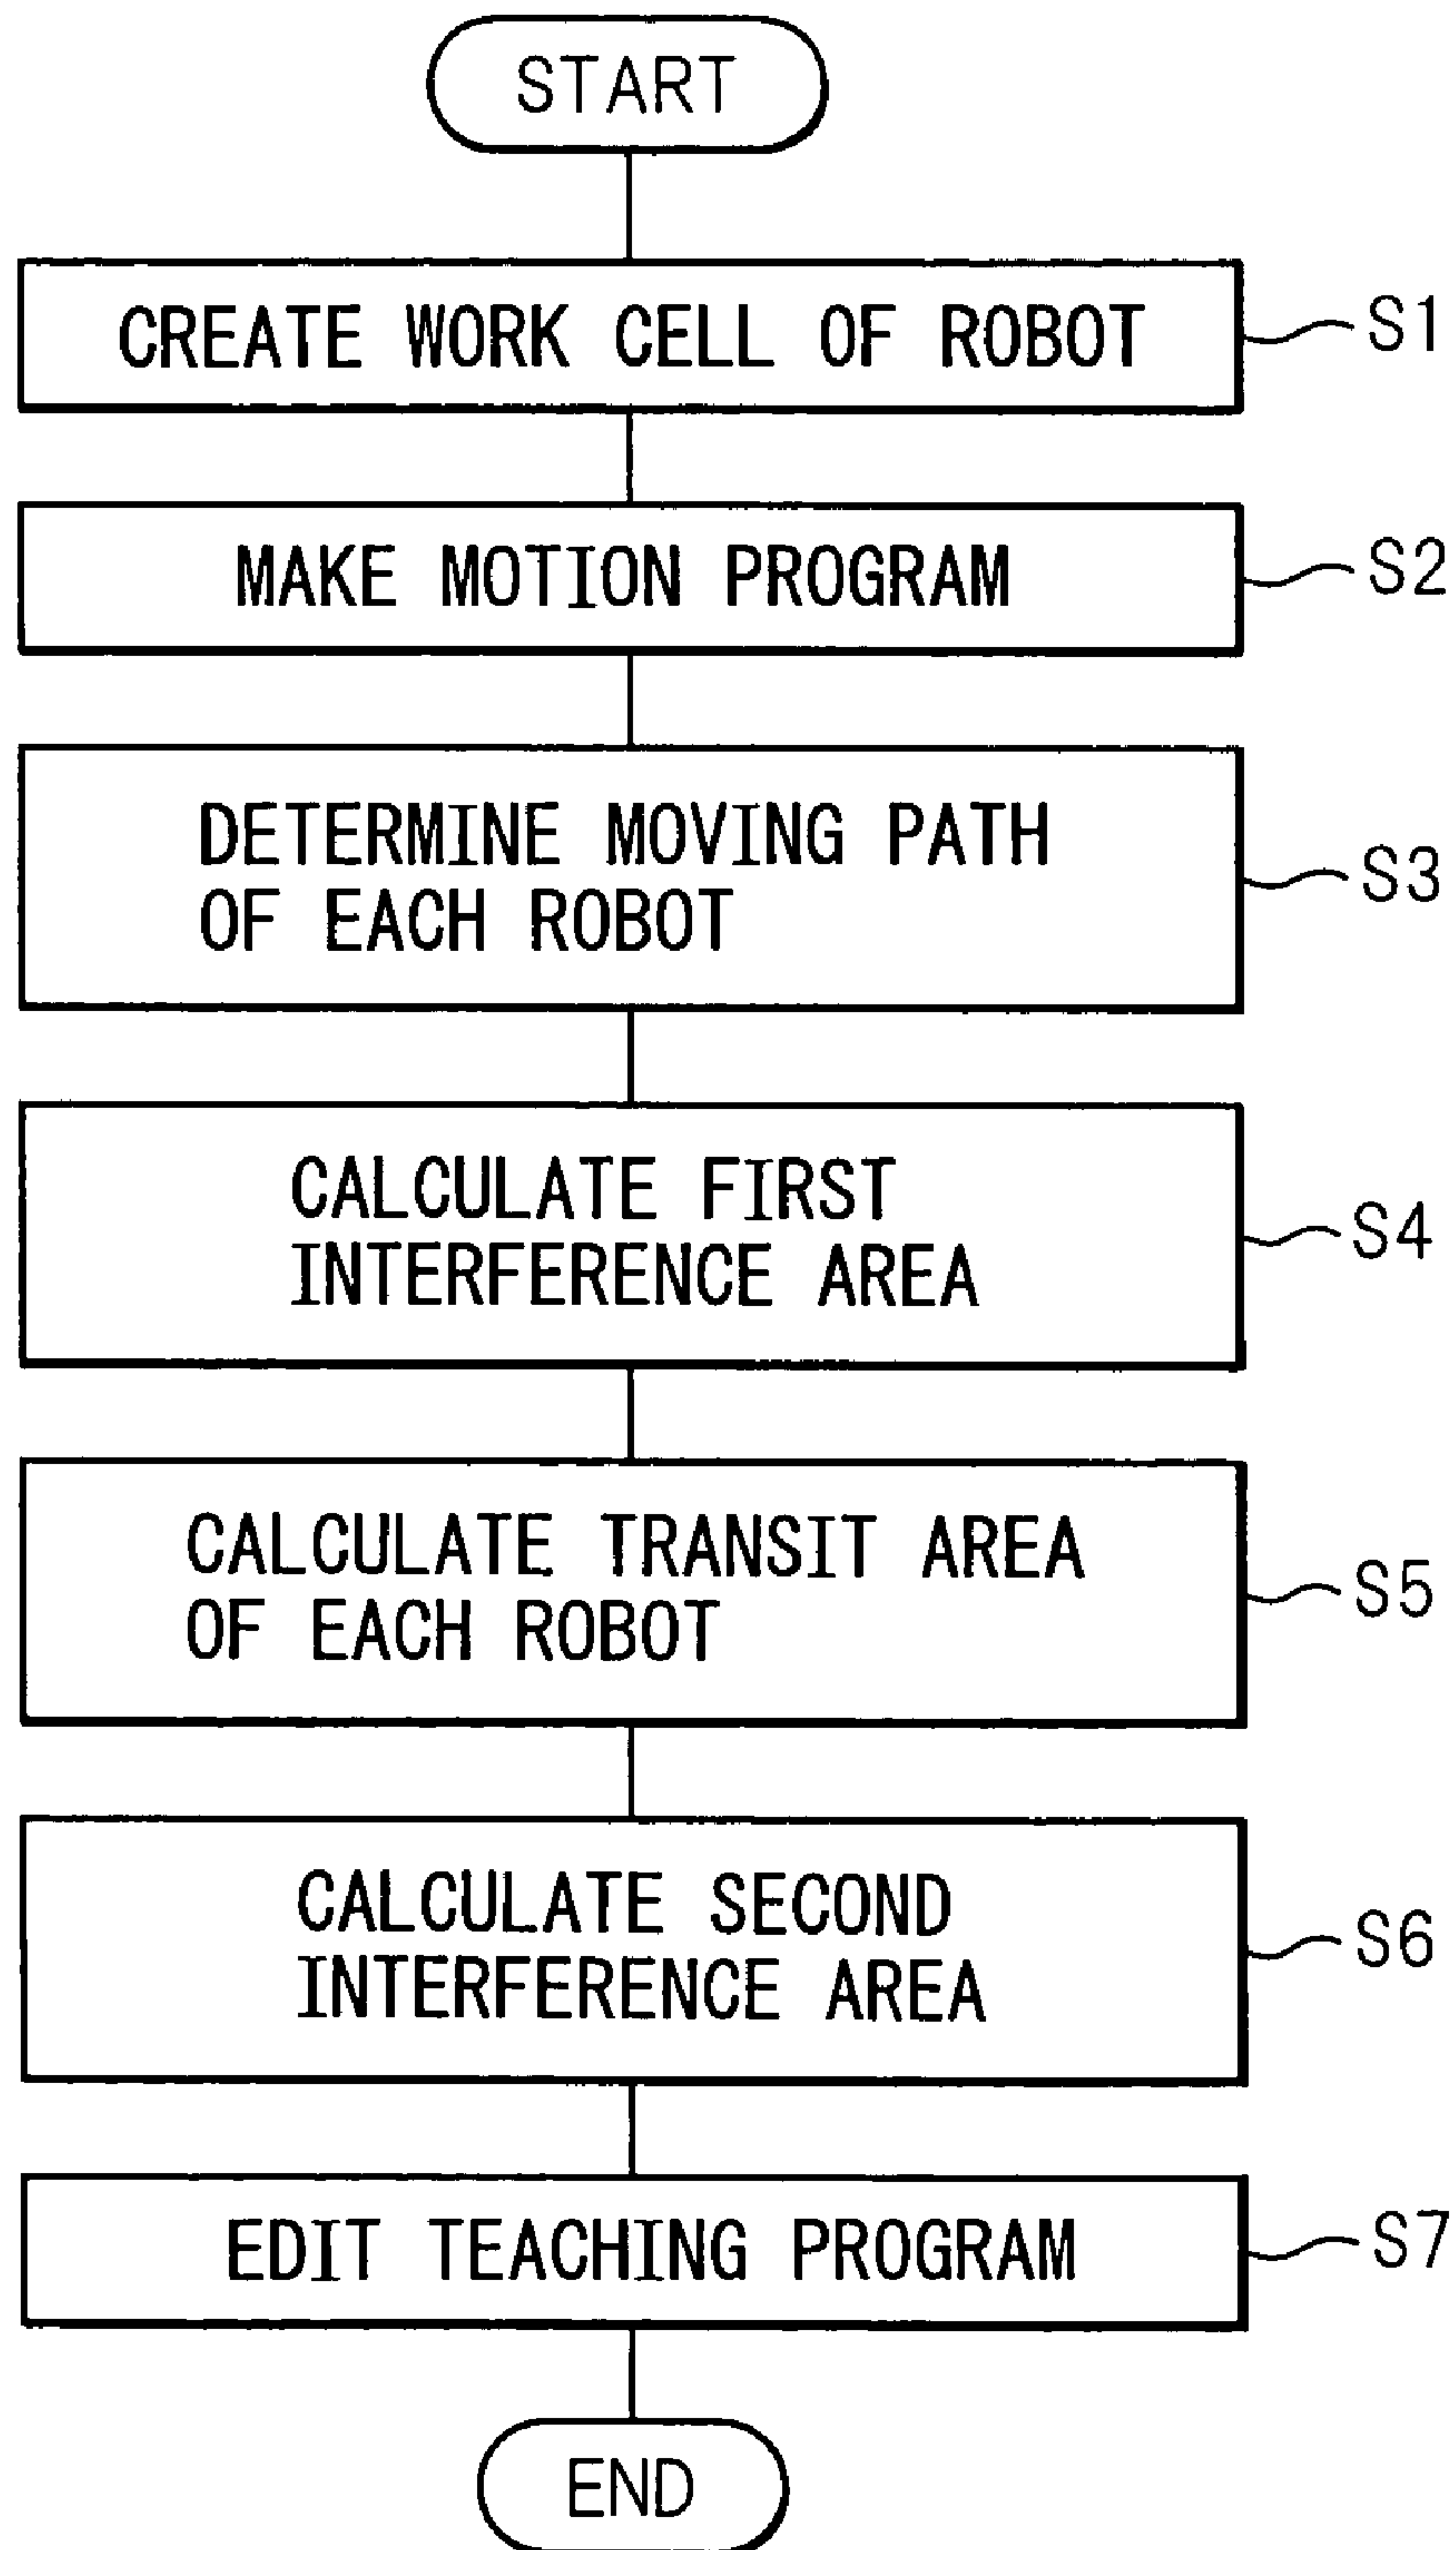 START
CREATE WORK CELL OF ROBOT
S1
MAKE MOTION PROGRAM
S2
DETERMINE MOVING PATH
OF EACH ROBOT
S3
CALCULATE FIRST
INTERFERENCE AREA
S4
CALCULATE TRANSIT AREA
OF EACH ROBOT
S5
CALCULATE SECOND
INTERFERENCE AREA
S6
EDIT TEACHING PROGRAM
S7
END